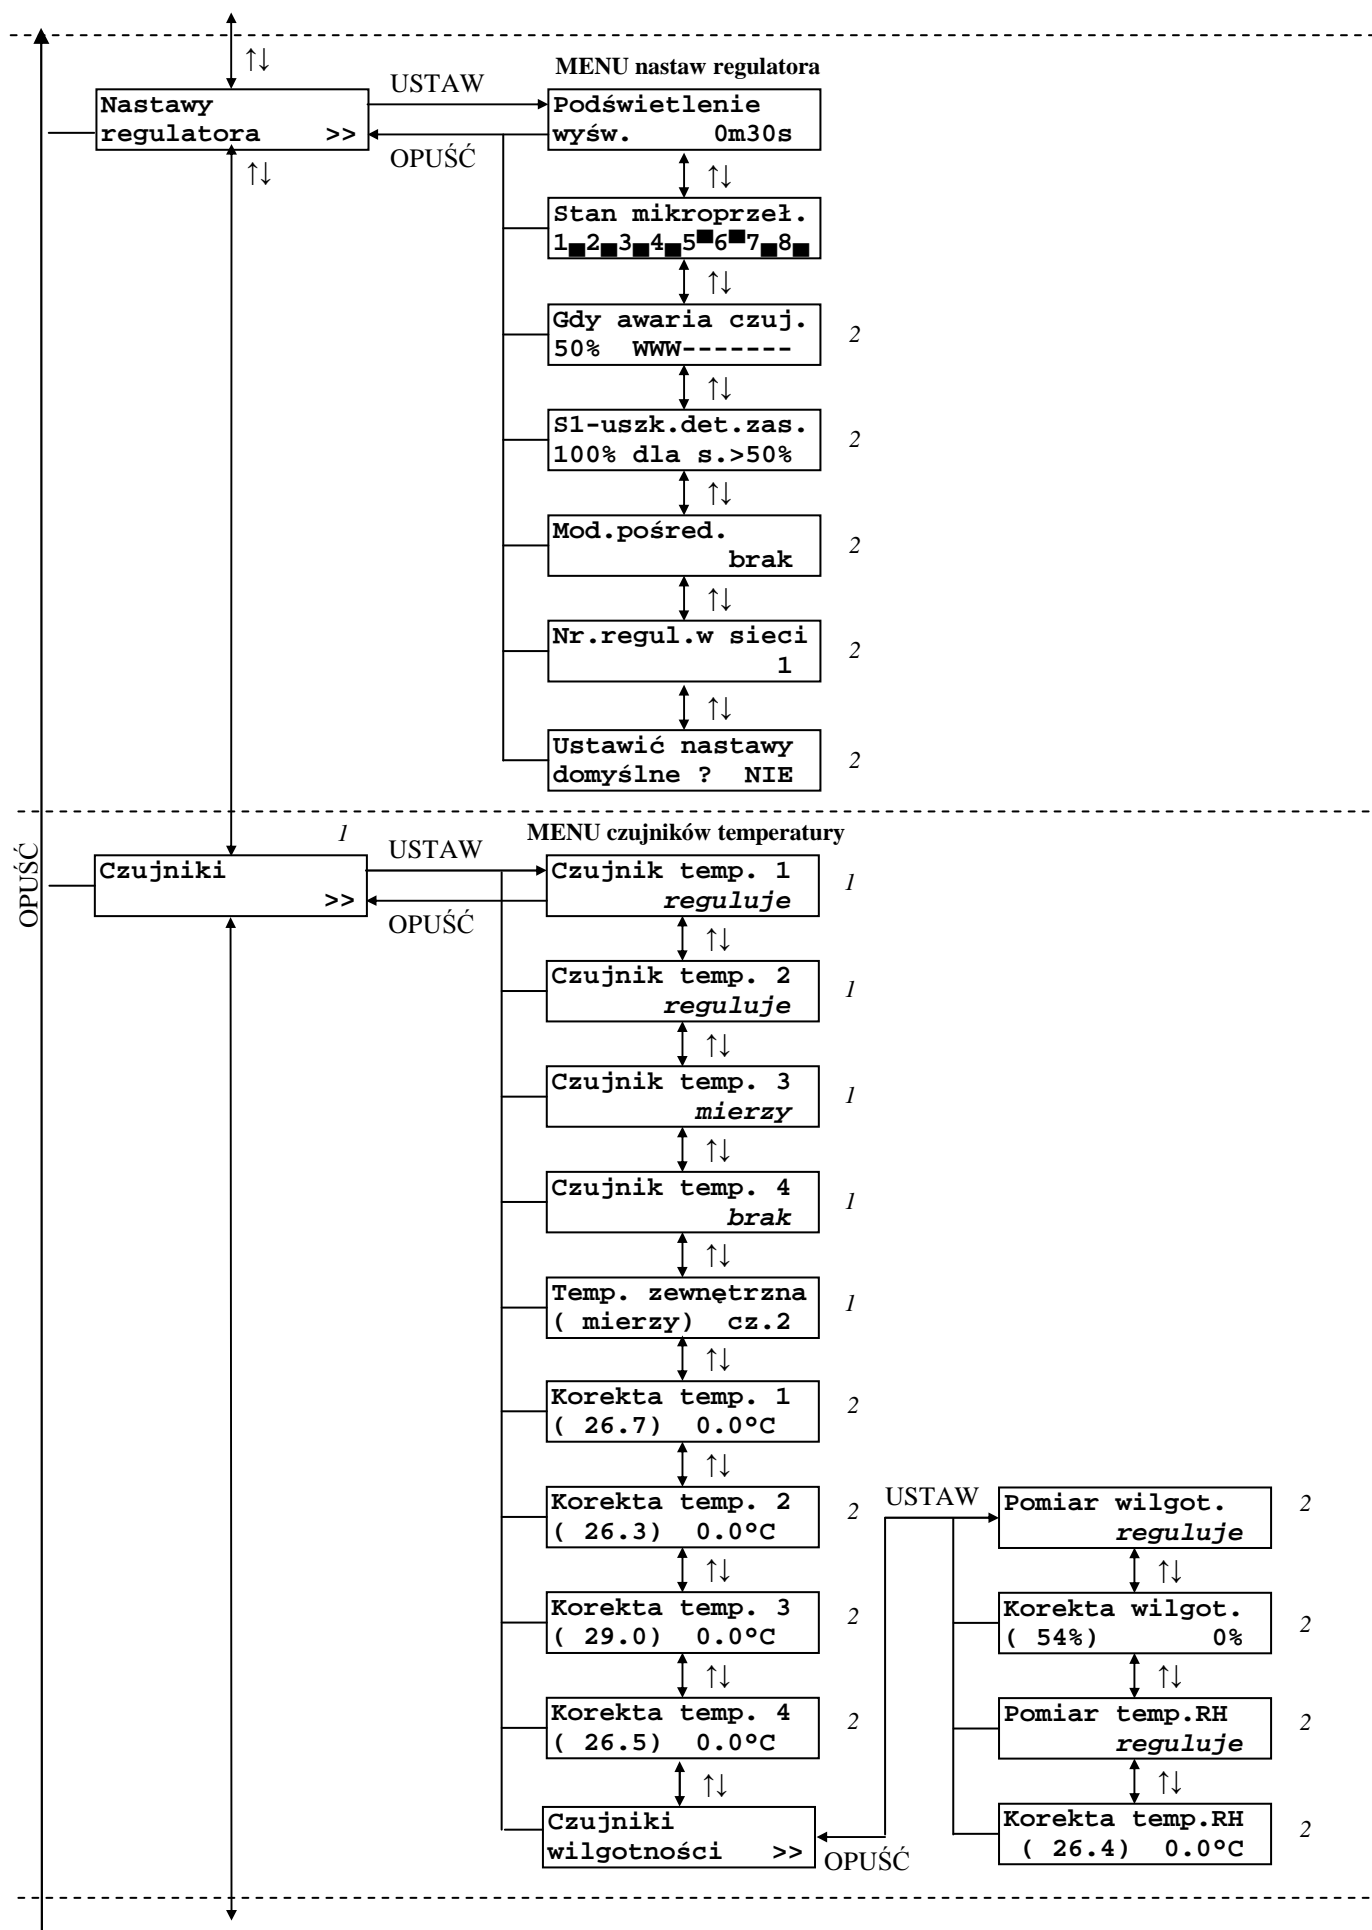 ↑↓
MENU nastaw regulatora
Nastawy
regulatora >>
USTAW
OPUŚĆ
Podświetlenie
wyśw. 0m30s
↑↓
↑↓
Stan mikroprzeł.
1▄2▄3▄4▄5▀6▀7▄8▄
↑↓
Gdy awaria czuj.
50% WWW-------
2
↑↓
S1-uszk.det.zas.
100% dla s.>50%
2
↑↓
Mod.pośred.
brak
2
↑↓
Nr.regul.w sieci
1
2
↑↓
Ustawić nastawy
domyślne ? NIE
2
OPUŚĆ
1
MENU czujników temperatury
Czujniki
>>
USTAW
OPUŚĆ
Czujnik temp. 1
reguluje
1
↑↓
Czujnik temp. 2
reguluje
1
↑↓
Czujnik temp. 3
mierzy
1
↑↓
Czujnik temp. 4
brak
1
↑↓
Temp. zewnętrzna
( mierzy) cz.2
1
↑↓
Korekta temp. 1
( 26.7) 0.0°C
2
↑↓
Korekta temp. 2
( 26.3) 0.0°C
2
↑↓
Korekta temp. 3
( 29.0) 0.0°C
2
↑↓
Korekta temp. 4
( 26.5) 0.0°C
2
↑↓
Czujniki
wilgotności >>
USTAW
OPUŚĆ
Pomiar wilgot.
reguluje
2
↑↓
Korekta wilgot.
( 54%) 0%
2
↑↓
Pomiar temp.RH
reguluje
2
↑↓
Korekta temp.RH
( 26.4) 0.0°C
2